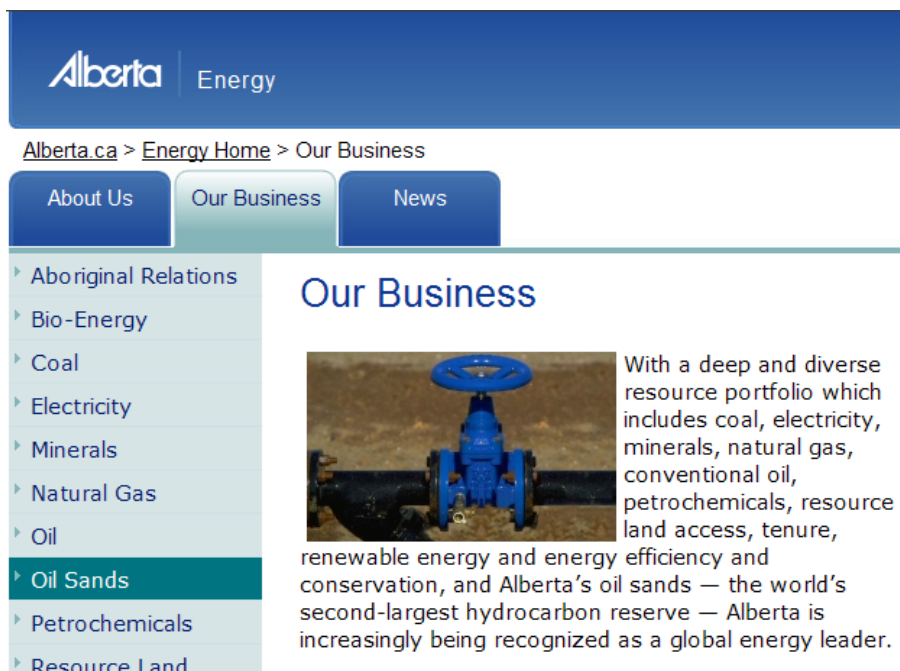 Alberta Energy
Alberta.ca > Energy Home > Our Business
About Us Our Business News
Aboriginal Relations
Bio-Energy
Coal
Electricity
Minerals
Natural Gas
Oil
Oil Sands
Petrochemicals
Resource Land
Our Business
With a deep and diverse
resource portfolio which
includes coal, electricity,
minerals, natural gas,
conventional oil,
petrochemicals, resource
land access, tenure,
renewable energy and energy efficiency and
conservation, and Alberta’s oil sands — the world’s
second-largest hydrocarbon reserve — Alberta is
increasingly being recognized as a global energy leader.